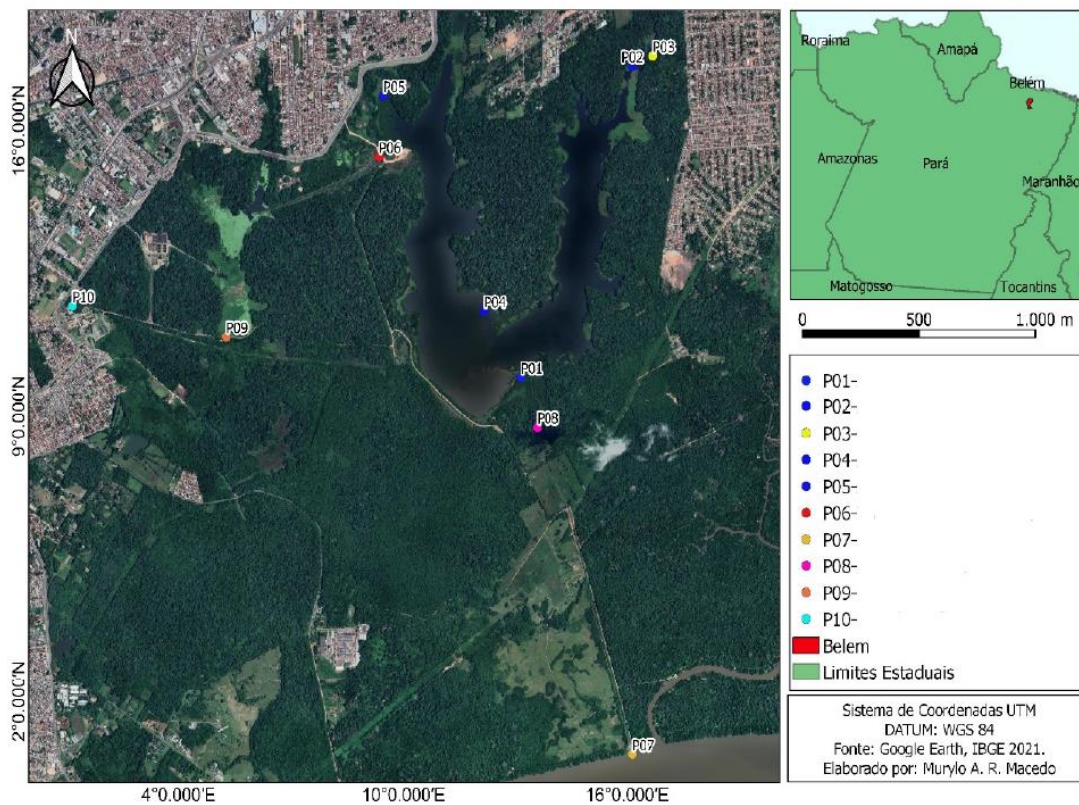 N
P03
P02
P05
P06
P04
P10
P09
P01
P08
P07
16°0.000'N
9°0.000'N
2°0.000'N
4°0.000'E
10°0.000'E
16°0.000'E
Roraima
Amapá
Belém
Amazonas
Pará
Maranhão
Matogosso
Tocantins
0 500 1.000 m
P01-
P02-
P03-
P04-
P05-
P06-
P07-
P08-
P09-
P10-
Belem
Limites Estaduais
Sistema de Coordenadas UTM
DATUM: WGS 84
Fonte: Google Earth, IBGE 2021.
Elaborado por: Murylo A. R. Macedo